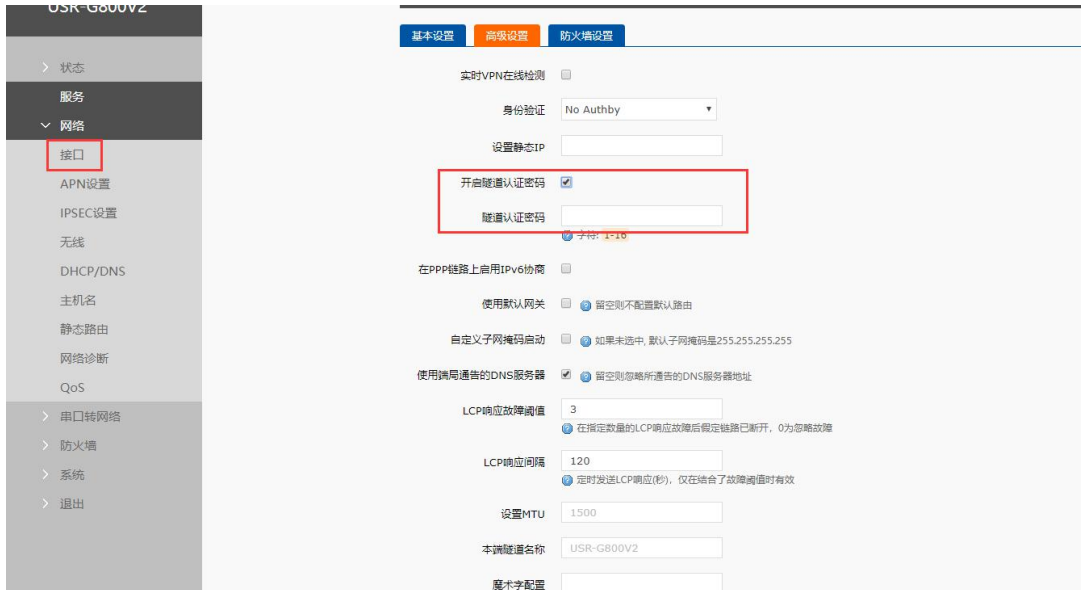 USR-G800V2
状态
服务
网络
接口
APN设置
IPSEC设置
无线
DHCP/DNS
主机名
静态路由
网络诊断
QoS
串口转网络
防火墙
系统
退出
基本设置 高级设置 防火墙设置
实时VPN在线检测
身份验证 No Authby
设置静态IP
开启隧道认证密码
隧道认证密码
字符: 1-16
在PPP链路上启用IPv6协商
使用默认网关 留空则不配置默认路由
自定义子网掩码启动 如果未选中, 默认子网掩码是255.255.255.255
使用端局通告的DNS服务器 留空则忽略所通告的DNS服务器地址
LCP响应故障阈值 3
在指定数量的LCP响应故障后假定链路已断开，0为忽略故障
LCP响应间隔 120
定时发送LCP响应(秒)，仅在结合了故障阈值时有效
设置MTU 1500
本端隧道名称 USR-G800V2
魔术字配置